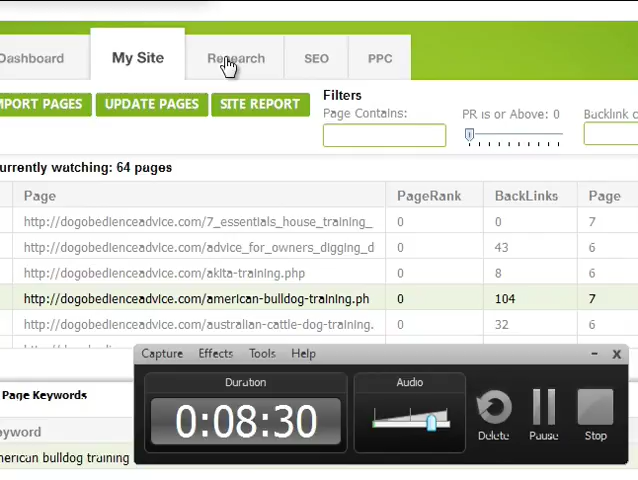 Dashboard My Site Research SEO PPC
IMPORT PAGES UPDATE PAGES SITE REPORT Filters
Page Contains: PR is or Above: 0 Backlink
urrently watching: 64 pages
Page PageRank BackLinks Page
http://dogobedienceadvice.com/7_essentials_house_training_ 0 0 7
http://dogobedienceadvice.com/advice_for_owners_digging_d 0 43 6
http://dogobedienceadvice.com/akita-training.php 0 8 6
http://dogobedienceadvice.com/american-bulldog-training.ph 0 104 7
http://dogobedienceadvice.com/australian-cattle-dog-training. 0 32 6
Capture Effects Tools Help
Duration Audio
0:08:30
Delete Pause Stop
Page Keywords
eyword
merican bulldog training